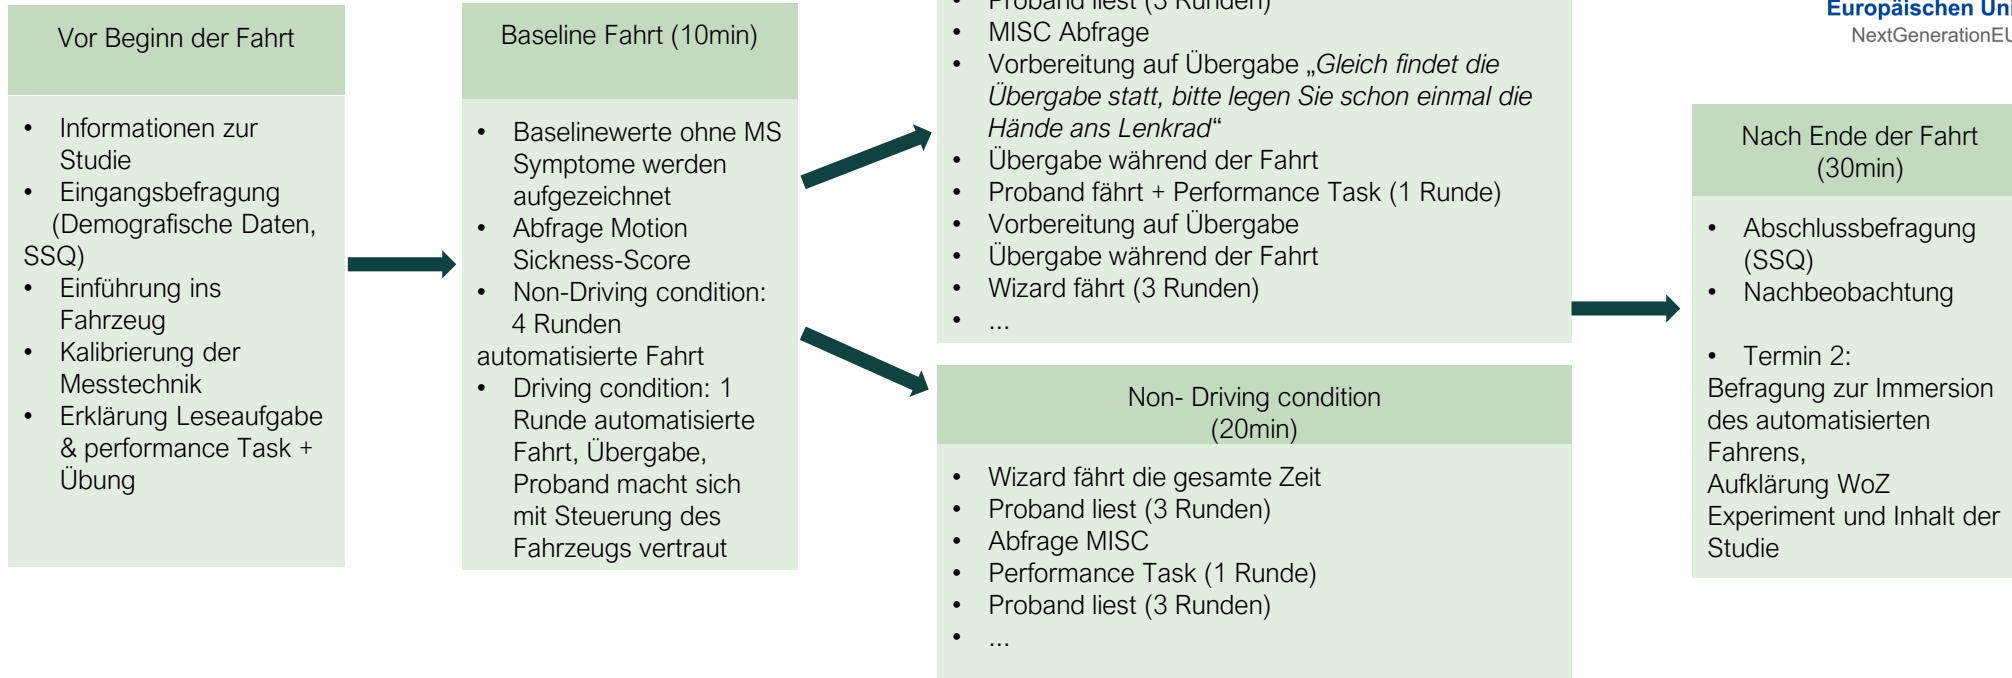 Vor Beginn der Fahrt
• Informationen zur
Studie
• Eingangsbefragung
(Demografische Daten,
SSQ)
• Einführung ins
Fahrzeug
• Kalibrierung der
Messtechnik
• Erklärung Leseaufgabe
& performance Task +
Übung
Baseline Fahrt (10min)
• Baselinewerte ohne MS
Symptome werden
aufgezeichnet
• Abfrage Motion
Sickness-Score
• Non-Driving condition:
4 Runden
automatisierte Fahrt
• Driving condition: 1
Runde automatisierte
Fahrt, Übergabe,
Proband macht sich
mit Steuerung des
Fahrzeugs vertraut
• Proband liest (3 Runden)
• MISC Abfrage
• Vorbereitung auf Übergabe „Gleich findet die
Übergabe statt, bitte legen Sie schon einmal die
Hände ans Lenkrad“
• Übergabe während der Fahrt
• Proband fährt + Performance Task (1 Runde)
• Vorbereitung auf Übergabe
• Übergabe während der Fahrt
• Wizard fährt (3 Runden)
• ...
Non- Driving condition
(20min)
• Wizard fährt die gesamte Zeit
• Proband liest (3 Runden)
• Abfrage MISC
• Performance Task (1 Runde)
• Proband liest (3 Runden)
• ...
Europäischen Uni
NextGenerationEU
Nach Ende der Fahrt
(30min)
• Abschlussbefragung
(SSQ)
• Nachbeobachtung
• Termin 2:
Befragung zur Immersion
des automatisierten
Fahrens,
Aufklärung WoZ
Experiment und Inhalt der
Studie